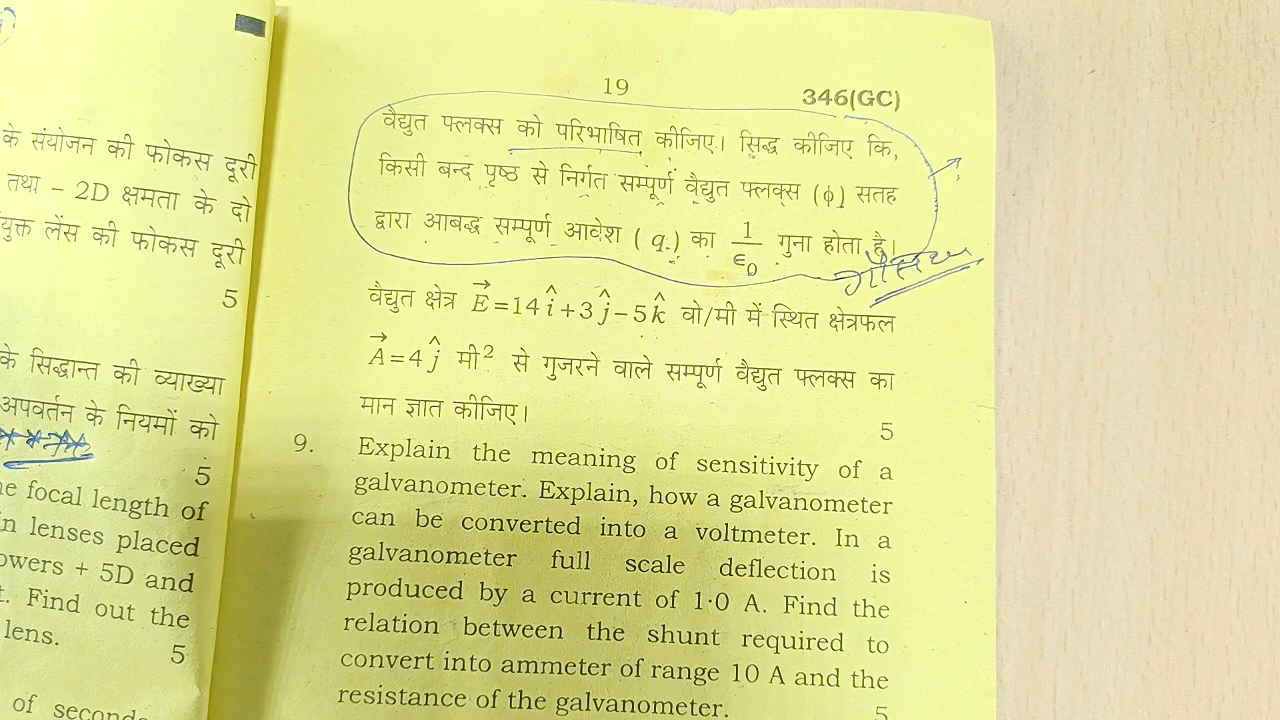 के संयोजन की फोकस दूरी
तथा – 2D क्षमता के दो
युक्त लेंस की फोकस दूरी
5
के सिद्धान्त की व्याख्या
अपवर्तन के नियमों को
5
focal length of
lenses placed
+ 5D and
Find out the
lens.
5
of
19
346(GC)
वैद्युत फ्लक्स को परिभाषित कीजिए। सिद्ध कीजिए कि,
किसी बन्द पृष्ठ से निर्गत सम्पूर्ण वैद्युत फ्लक्स (ϕ) सतह
द्वारा आबद्ध सम्पूर्ण आवेश ( q ) का 1/ϵ0 गुना होता है।
वैद्युत क्षेत्र E⃗=14î+3ĵ–5k̂ वो/मी में स्थित क्षेत्रफल
A⃗=4ĵ मी² से गुजरने वाले सम्पूर्ण वैद्युत फ्लक्स का
मान ज्ञात कीजिए।
5
9. Explain the meaning of sensitivity of a
galvanometer. Explain, how a galvanometer
can be converted into a voltmeter. In a
galvanometer full scale deflection is
produced by a current of 1·0 A. Find the
relation between the shunt required to
convert into ammeter of range 10 A and the
resistance of the galvanometer.
5